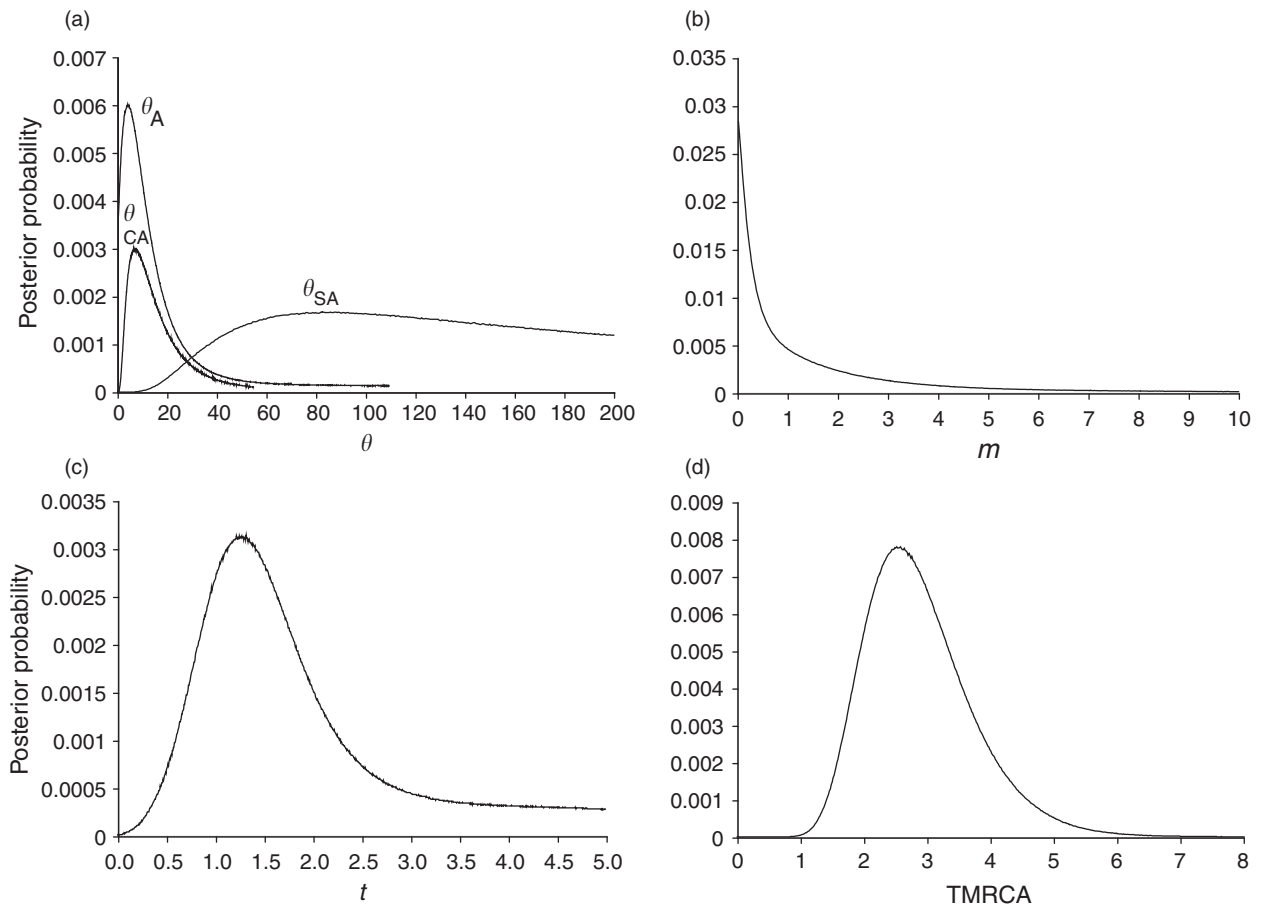 (a)
0.007
0.006
0.005
0.004
0.003
0.002
0.001
0
Posterior probability
θA
θCA
θSA
0 20 40 60 80 100 120 140 160 180 200
θ
(b)
0.035
0.03
0.025
0.02
0.015
0.01
0.005
0
0 1 2 3 4 5 6 7 8 9 10
m
(c)
0.0035
0.003
0.0025
0.002
0.0015
0.001
0.0005
0
Posterior probability
0.0 0.5 1.0 1.5 2.0 2.5 3.0 3.5 4.0 4.5 5.0
t
(d)
0.009
0.008
0.007
0.006
0.005
0.004
0.003
0.002
0.001
0
0 1 2 3 4 5 6 7 8
TMRCA